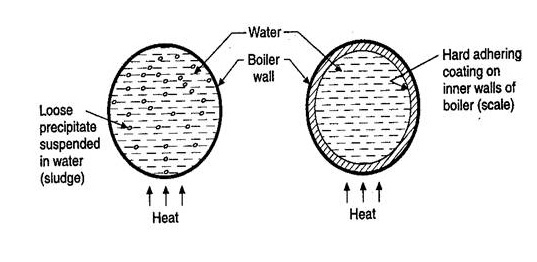 Water
Boiler
wall
Loose
precipitate
suspended
in water
(sludge)
Hard adhering
coating on
inner walls of
boiler (scale)
Heat
Heat